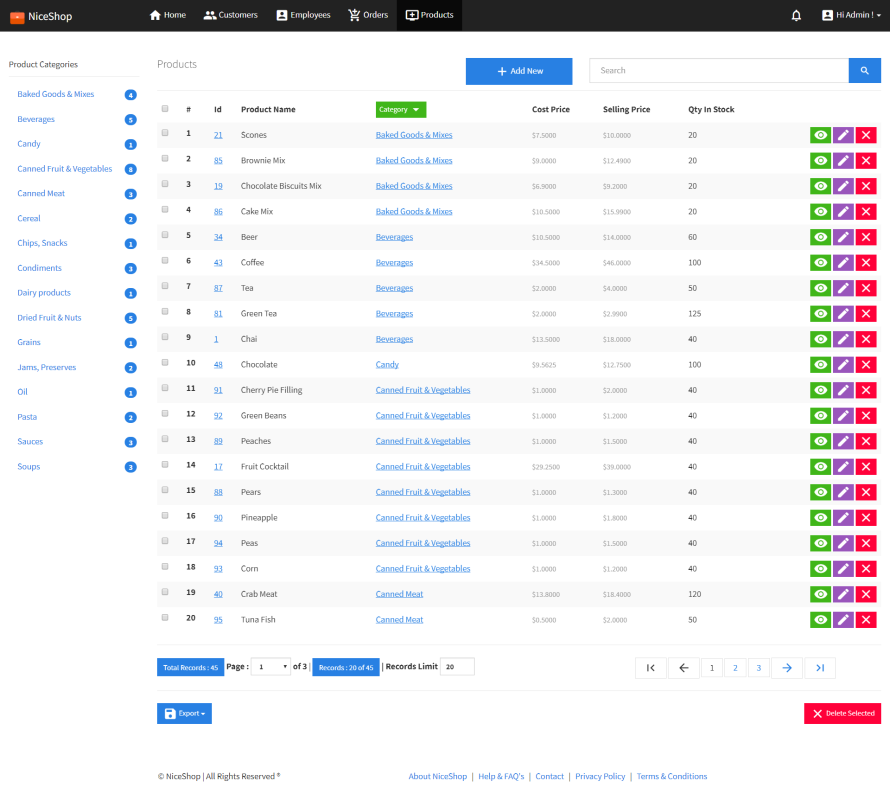 NiceShop Home Customers Employees Orders Products Hi Admin !
Product Categories
Baked Goods & Mixes 4
Beverages 5
Candy 1
Canned Fruit & Vegetables 8
Canned Meat 3
Cereal 2
Chips, Snacks 1
Condiments 3
Dairy products 1
Dried Fruit & Nuts 5
Grains 1
Jams, Preserves 2
Oil 1
Pasta 2
Sauces 3
Soups 3
Products + Add New Search
# Id Product Name Category Cost Price Selling Price Qty In Stock
1 21 Scones Baked Goods & Mixes $7.5000 $10.0000 20
2 85 Brownie Mix Baked Goods & Mixes $9.0000 $12.4900 20
3 19 Chocolate Biscuits Mix Baked Goods & Mixes $6.9000 $9.2000 20
4 86 Cake Mix Baked Goods & Mixes $10.5000 $15.9900 20
5 34 Beer Beverages $10.5000 $14.0000 60
6 43 Coffee Beverages $34.5000 $46.0000 100
7 87 Tea Beverages $2.0000 $4.0000 50
8 81 Green Tea Beverages $2.0000 $2.9900 125
9 1 Chai Beverages $13.5000 $18.0000 40
10 48 Chocolate Candy $9.5625 $12.7500 100
11 91 Cherry Pie Filling Canned Fruit & Vegetables $1.0000 $2.0000 40
12 92 Green Beans Canned Fruit & Vegetables $1.0000 $1.2000 40
13 89 Peaches Canned Fruit & Vegetables $1.0000 $1.5000 40
14 17 Fruit Cocktail Canned Fruit & Vegetables $29.2500 $39.0000 40
15 88 Pears Canned Fruit & Vegetables $1.0000 $1.3000 40
16 90 Pineapple Canned Fruit & Vegetables $1.0000 $1.8000 40
17 94 Peas Canned Fruit & Vegetables $1.0000 $1.5000 40
18 93 Corn Canned Fruit & Vegetables $1.0000 $1.2000 40
19 40 Crab Meat Canned Meat $13.8000 $18.4000 120
20 95 Tuna Fish Canned Meat $0.5000 $2.0000 50
Total Records : 45 Page : 1 of 3 | Records : 20 of 45 | Records Limit 20 1 2 3
Export Delete Selected
© NiceShop | All Rights Reserved ® About NiceShop | Help & FAQ's | Contact | Privacy Policy | Terms & Conditions